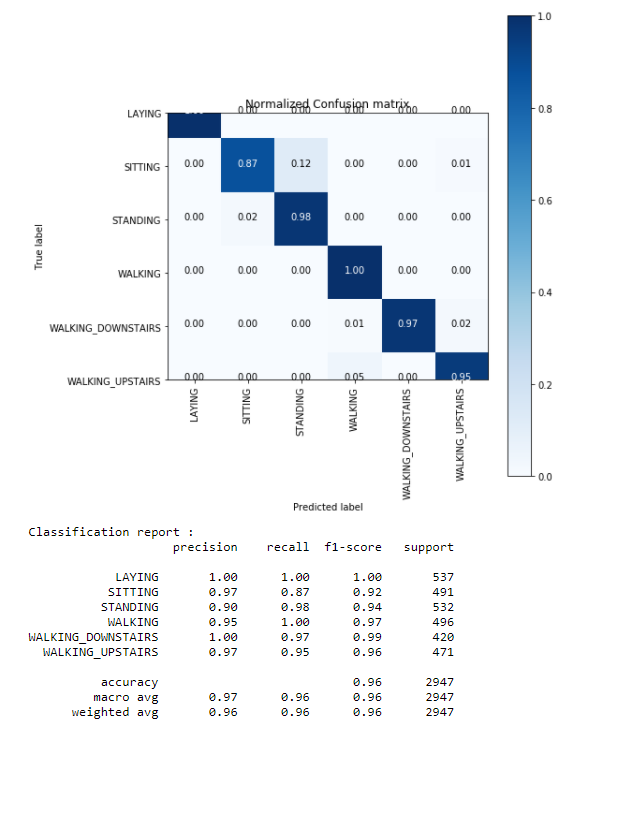 1.0
Normalized Confusion matrix
LAYING 0.00 0.00 0.00 0.00 0.00
SITTING 0.00 0.87 0.12 0.00 0.00 0.01
STANDING 0.00 0.02 0.98 0.00 0.00 0.00
WALKING 0.00 0.00 0.00 1.00 0.00 0.00
WALKING_DOWNSTAIRS 0.00 0.00 0.00 0.01 0.97 0.02
WALKING_UPSTAIRS 0.00 0.00 0.00 0.05 0.00 0.95
True label
LAYING
SITTING
STANDING
WALKING
WALKING_DOWNSTAIRS
WALKING_UPSTAIRS
Predicted label
0.8
0.6
0.4
0.2
0.0
Classification report :
precision recall f1-score support
LAYING 1.00 1.00 1.00 537
SITTING 0.97 0.87 0.92 491
STANDING 0.90 0.98 0.94 532
WALKING 0.95 1.00 0.97 496
WALKING_DOWNSTAIRS 1.00 0.97 0.99 420
WALKING_UPSTAIRS 0.97 0.95 0.96 471
accuracy 0.96 2947
macro avg 0.97 0.96 0.96 2947
weighted avg 0.96 0.96 0.96 2947